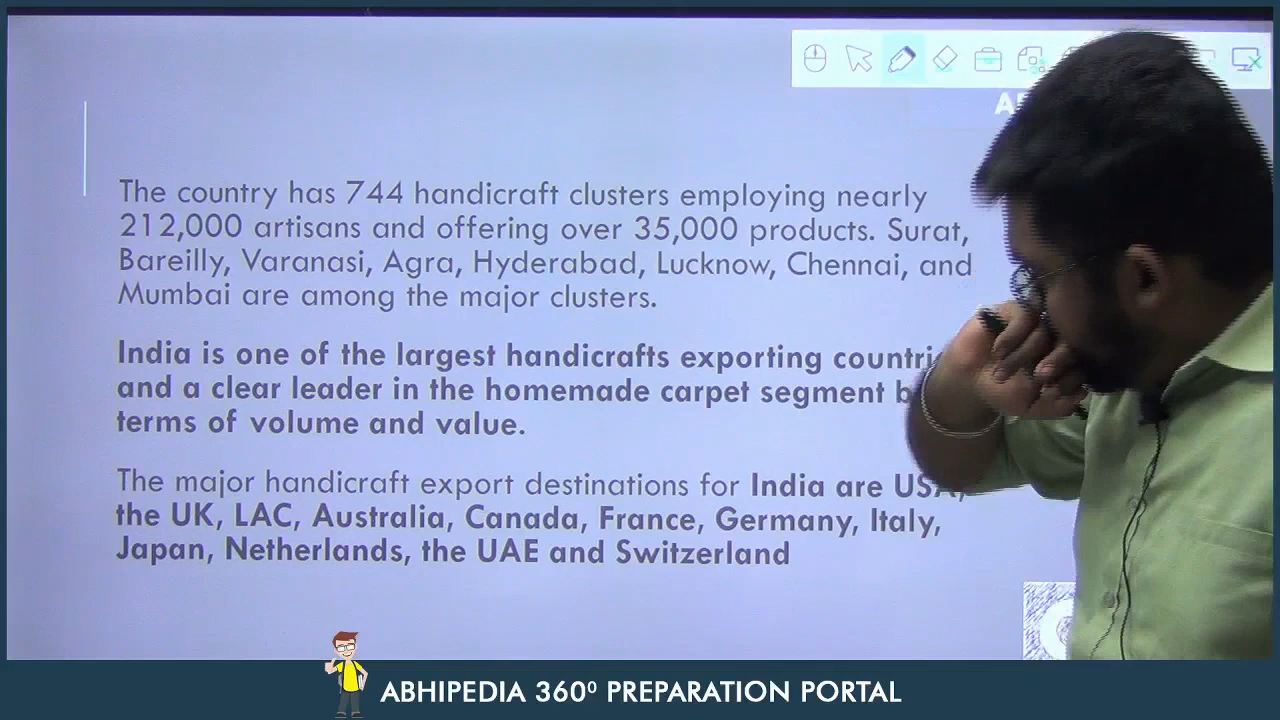 The country has 744 handicraft clusters employing nearly
212,000 artisans and offering over 35,000 products. Surat,
Bareilly, Varanasi, Agra, Hyderabad, Lucknow, Chennai, and
Mumbai are among the major clusters.
India is one of the largest handicrafts exporting
and a clear leader in the homemade carpet segment
terms of volume and value.
The major handicraft export destinations for India are USA,
the UK, LAC, Australia, Canada, France, Germany, Italy,
Japan, Netherlands, the UAE and Switzerland
ABHIPEDIA 360⁰ PREPARATION PORTAL